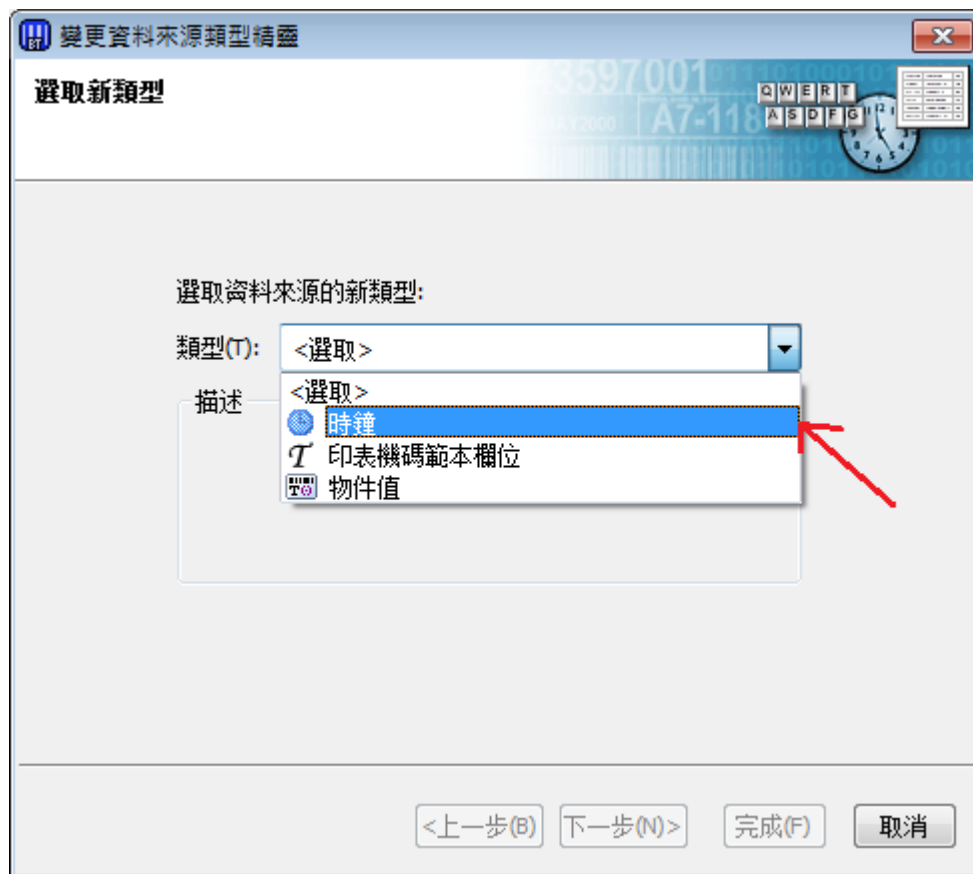 變更資料來源類型精靈
選取新類型
3597001
A7-118
QWERT
ASDFG
選取資料來源的新類型:
類型(T):
<選取>
<選取>
描述
時鐘
印表機碼範本欄位
物件值
<上一步(B)
下一步(N)>
完成(F)
取消